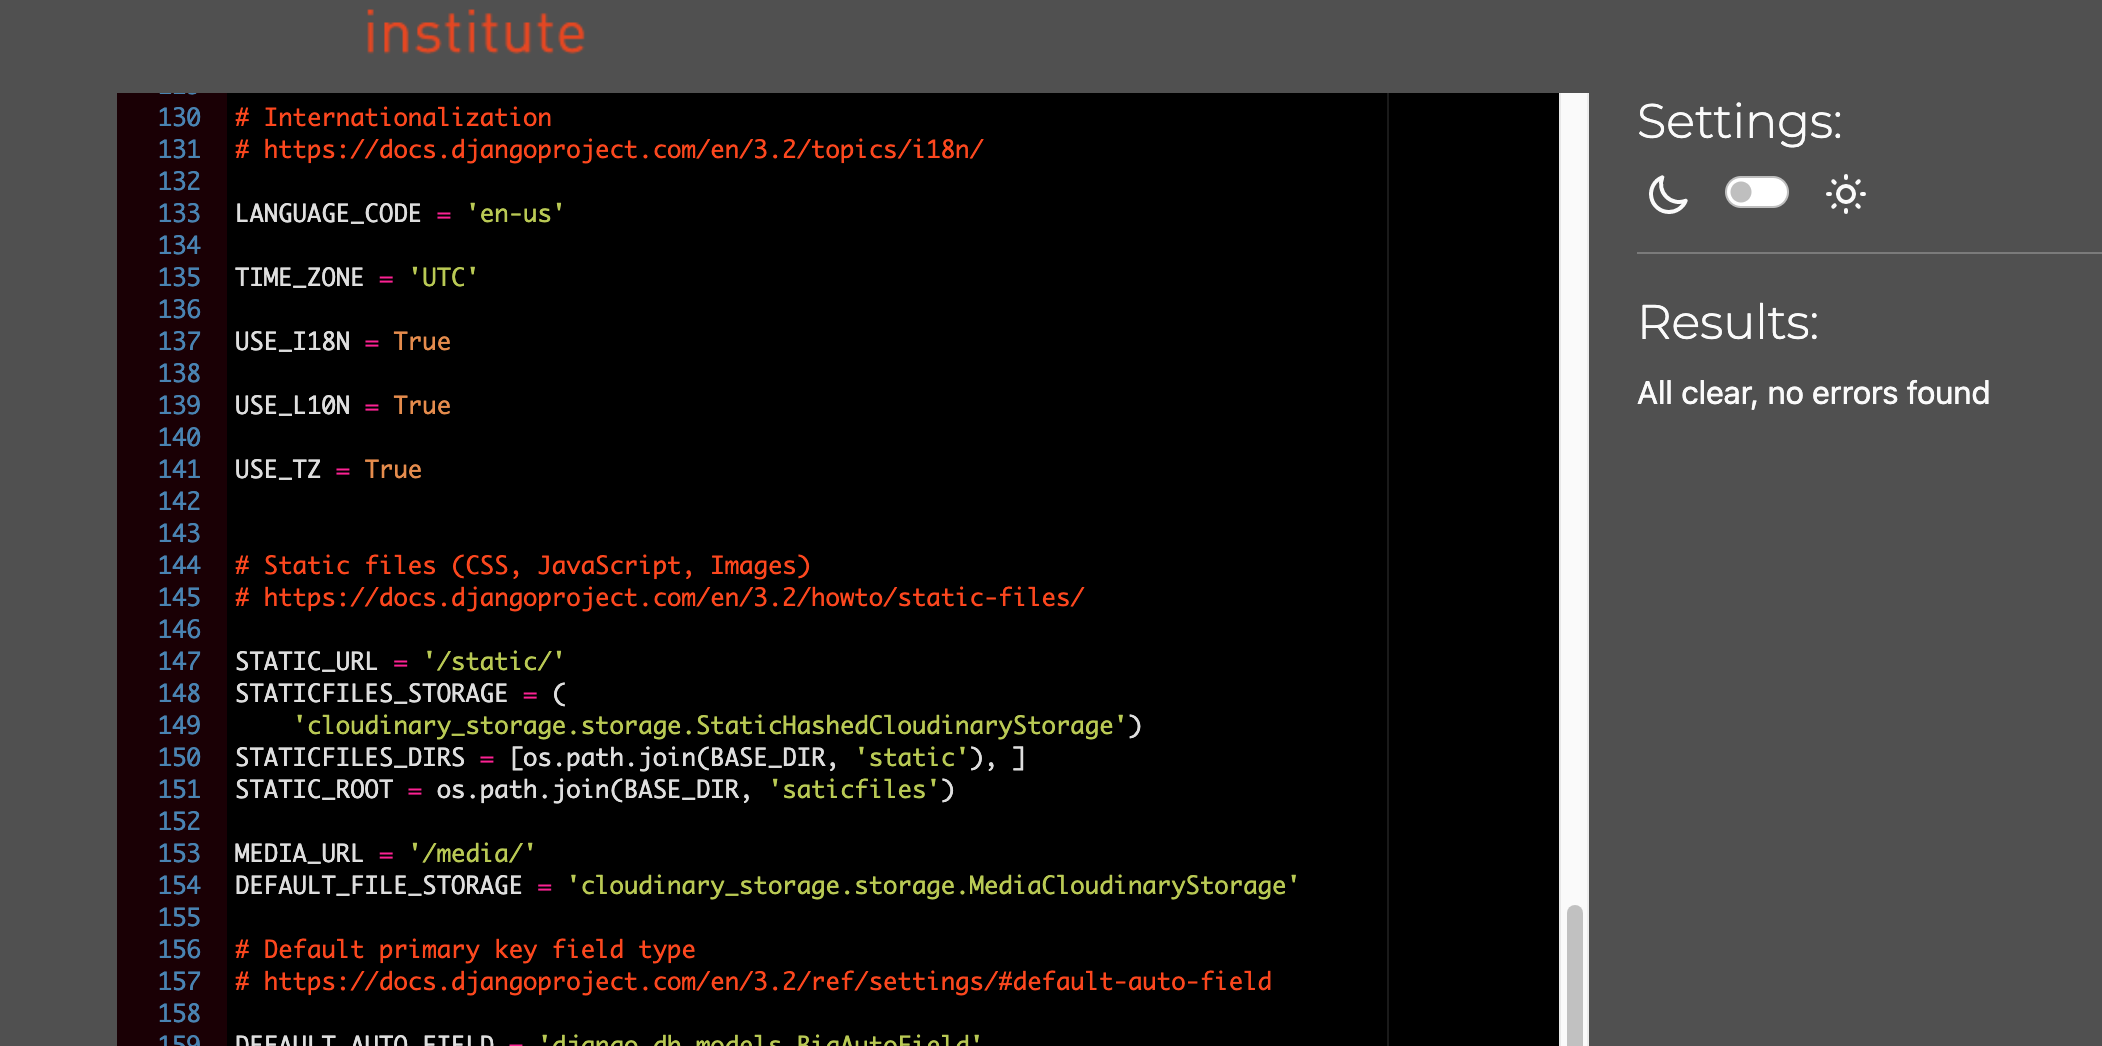 institute
130 # Internationalization
131 # https://docs.djangoproject.com/en/3.2/topics/i18n/
132
133 LANGUAGE_CODE = 'en-us'
134
135 TIME_ZONE = 'UTC'
136
137 USE_I18N = True
138
139 USE_L10N = True
140
141 USE_TZ = True
142
143
144 # Static files (CSS, JavaScript, Images)
145 # https://docs.djangoproject.com/en/3.2/howto/static-files/
146
147 STATIC_URL = '/static/'
148 STATICFILES_STORAGE = (
149     'cloudinary_storage.storage.StaticHashedCloudinaryStorage')
150 STATICFILES_DIRS = [os.path.join(BASE_DIR, 'static'), ]
151 STATIC_ROOT = os.path.join(BASE_DIR, 'saticfiles')
152
153 MEDIA_URL = '/media/'
154 DEFAULT_FILE_STORAGE = 'cloudinary_storage.storage.MediaCloudinaryStorage'
155
156 # Default primary key field type
157 # https://docs.djangoproject.com/en/3.2/ref/settings/#default-auto-field
158
159 DEFAULT_AUTO_FIELD = 'django.db.models.BigAutoField'
Settings:
Results:
All clear, no errors found